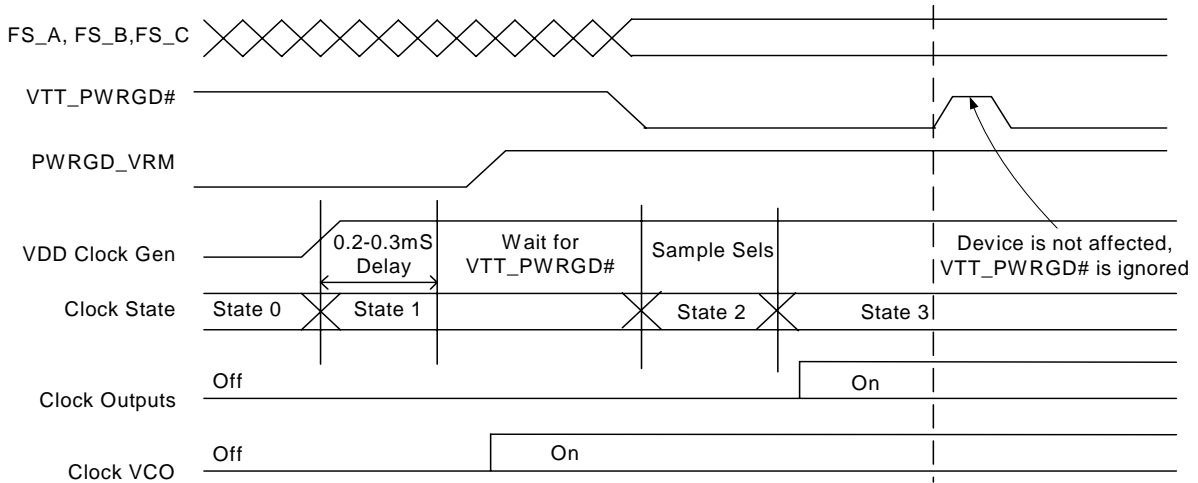 FS_A, FS_B,FS_C
VTT_PWRGD#
PWRGD_VRM
VDD Clock Gen
0.2-0.3mS
Delay
Wait for
VTT_PWRGD#
Sample Sels
Device is not affected,
VTT_PWRGD# is ignored
Clock State
State 0
State 1
State 2
State 3
Clock Outputs
Off
On
Clock VCO
Off
On